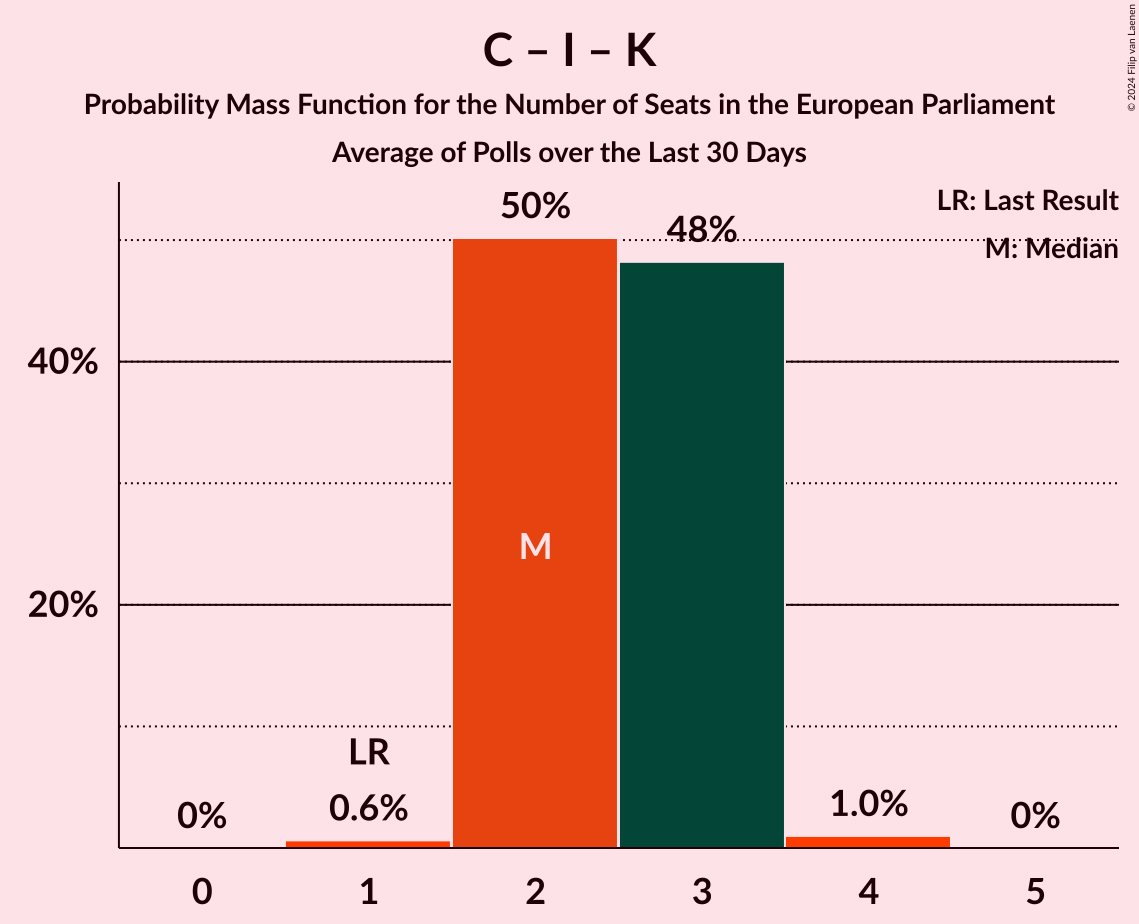 C – I – K
Probability Mass Function for the Number of Seats in the European Parliament
Average of Polls over the Last 30 Days
© 2024 Filip van Laenen
LR: Last Result
M: Median
50%
48%
40%
M
20%
LR
0%
0.6%
1.0%
0%
0 1 2 3 4 5